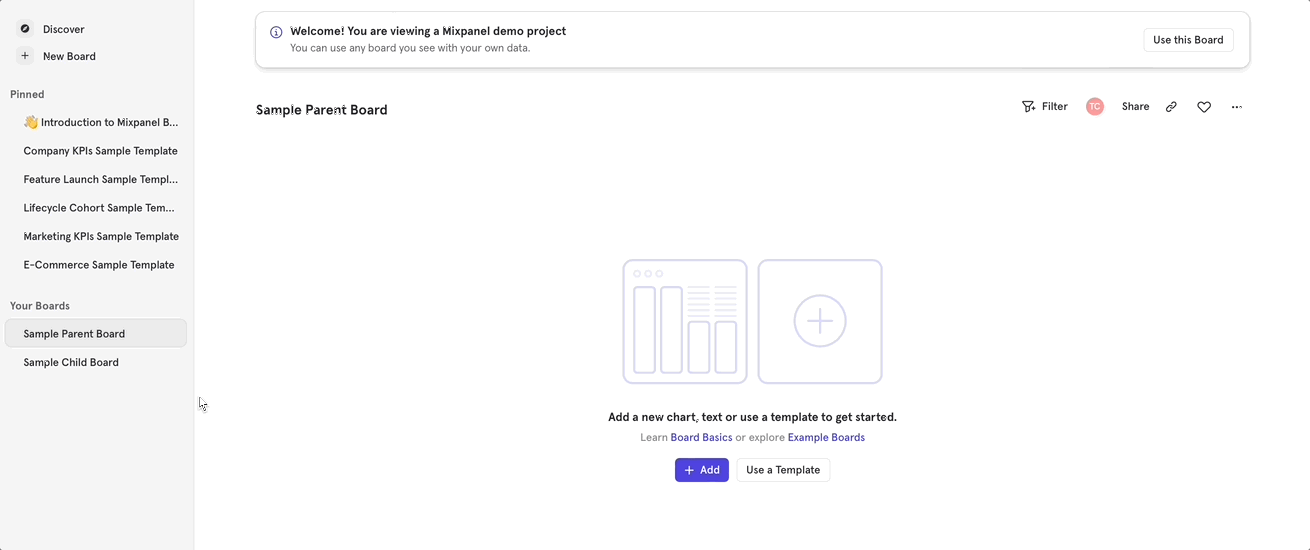 Discover
New Board
Pinned
👋 Introduction to Mixpanel B...
Company KPIs Sample Template
Feature Launch Sample Templ...
Lifecycle Cohort Sample Tem...
Marketing KPIs Sample Template
E-Commerce Sample Template
Your Boards
Sample Parent Board
Sample Child Board
Welcome! You are viewing a Mixpanel demo project
You can use any board you see with your own data.
Use this Board
Sample Parent Board
Filter
TC
Share
Add a new chart, text or use a template to get started.
Learn Board Basics or explore Example Boards
+ Add
Use a Template